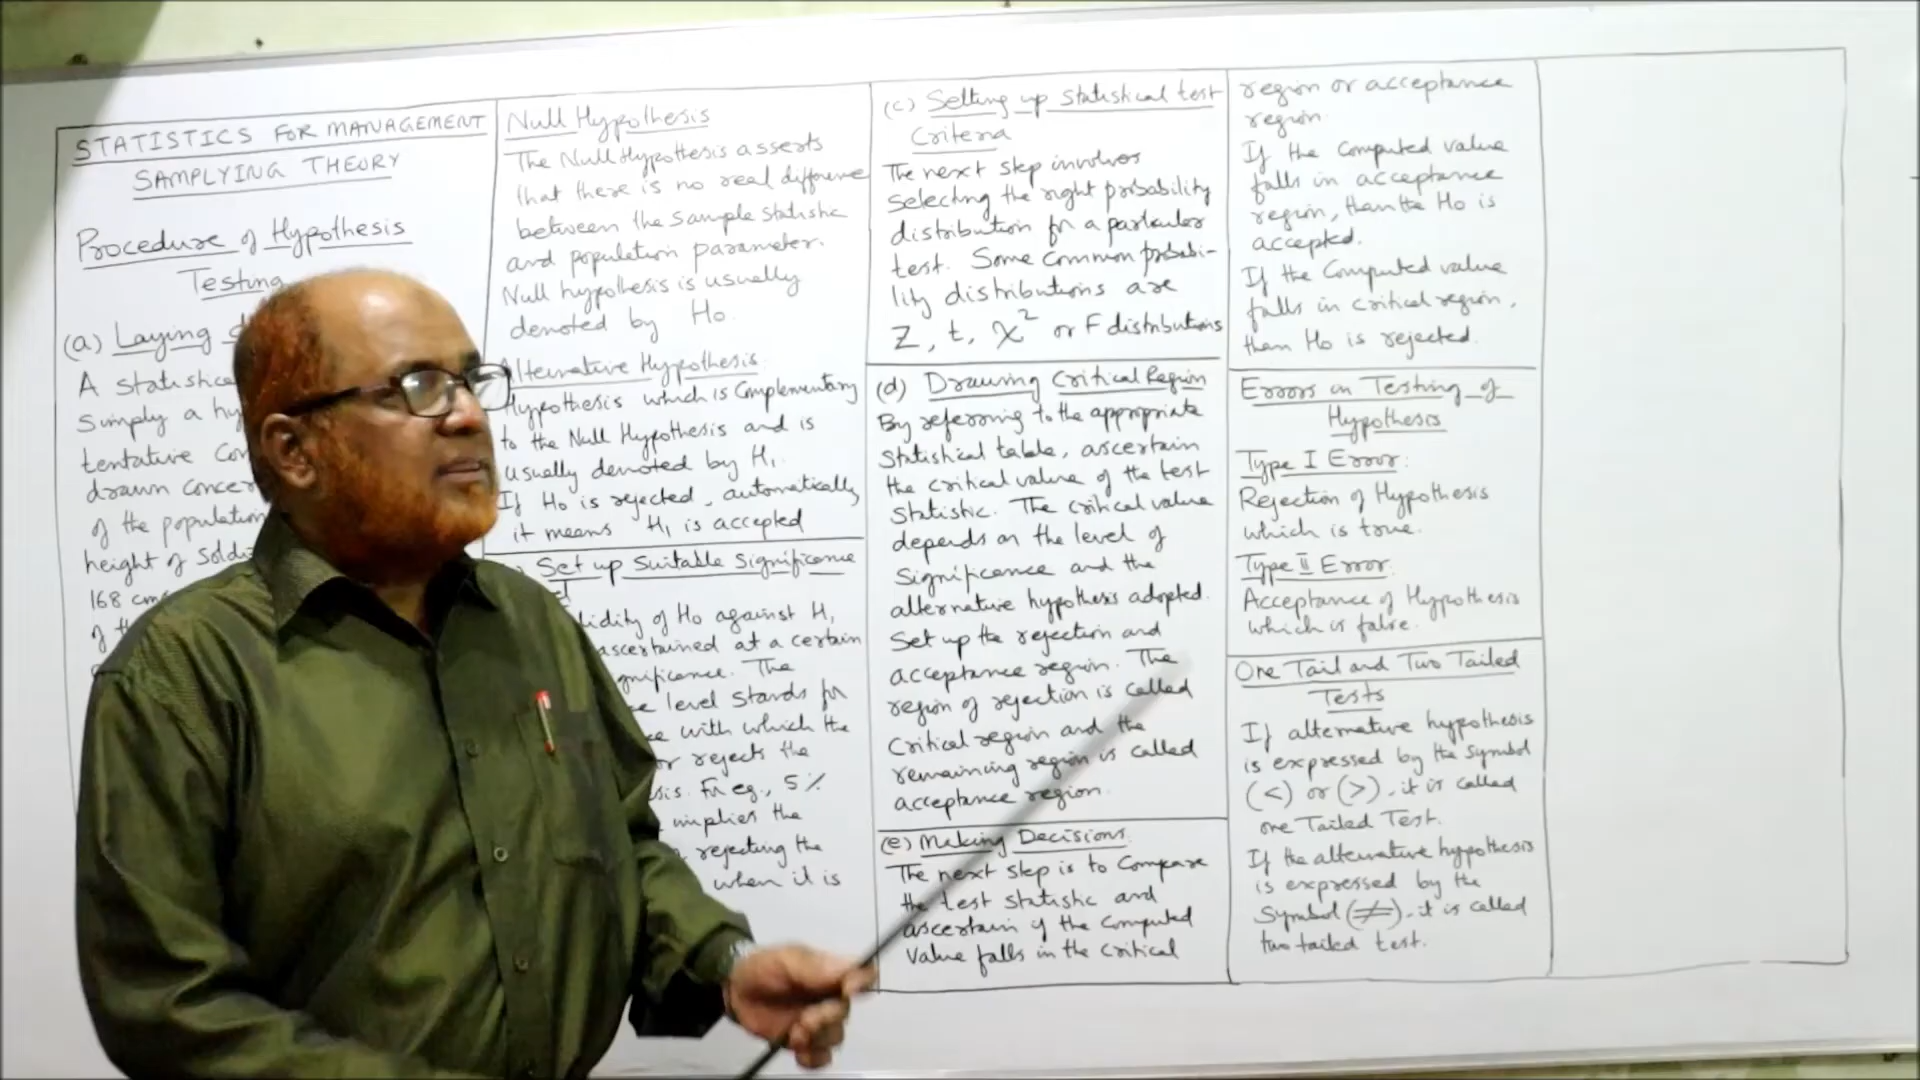 STATISTICS FOR MANAGEMENT
SAMPLYING THEORY
Procedure of Hypothesis
Testing
(a) Laying
A statistica
Simply a hy
tentative con
drawn concer
of the population
height of Soldi
168 cms
of th
Null Hypothesis
The Null Hypothesis asserts
that there is no real difference
between the sample statistic
and population parameter.
Null hypothesis is usually
denoted by Ho.
Alternative Hypothesis
Hypothesis which is Complementary
to the Null Hypothesis and is
usually denoted by H1.
If Ho is rejected, automatically
it means H1 is accepted
Set up suitable Significance
lidity of Ho against H1
ascertained at a certain
gnificance. The
level stands for
with which the
or rejects the
sis. For eg., 5%
implies the
rejecting the
when it is
(c) Setting up statistical test
Criteria
The next step involves
selecting the right probability
distribution for a particular
test. Some common probabi-
lity distributions are
Z, t, χ² or F distributions
(d) Drawing Critical Region
By referring to the appropriate
statistical table, ascertain
the critical value of the test
statistic. The critical value
depends on the level of
significance and the
alternative hypothesis adopted.
Set up the rejection and
acceptance region. The
region of rejection is called
Critical region and the
remaining region is called
acceptance region.
(e) Making Decisions.
The next step is to Compare
the test statistic and
ascertain if the computed
Value falls in the critical
region or acceptance
region.
If the computed value
falls in acceptance
region, then the Ho is
accepted.
If the Computed value
falls in critical region,
then Ho is rejected.
Errors in Testing of
Hypothesis
Type I Error:
Rejection of Hypothesis
which is true.
Type II Error:
Acceptance of Hypothesis
which is false.
One Tail and Two Tailed
Tests
If alternative hypothesis
is expressed by the symbol
(<) or (>), it is called
one Tailed Test.
If the alternative hypothesis
is expressed by the
Symbol (≠), it is called
two tailed test.